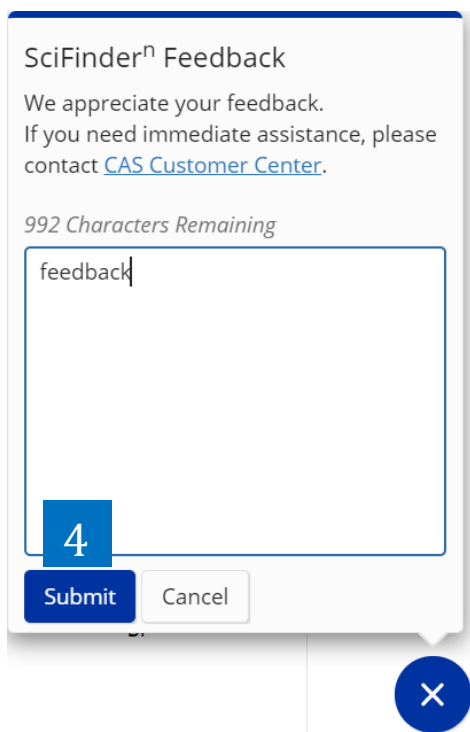 SciFinderⁿ Feedback
We appreciate your feedback.
If you need immediate assistance, please
contact CAS Customer Center.
992 Characters Remaining
feedback
4
Submit Cancel